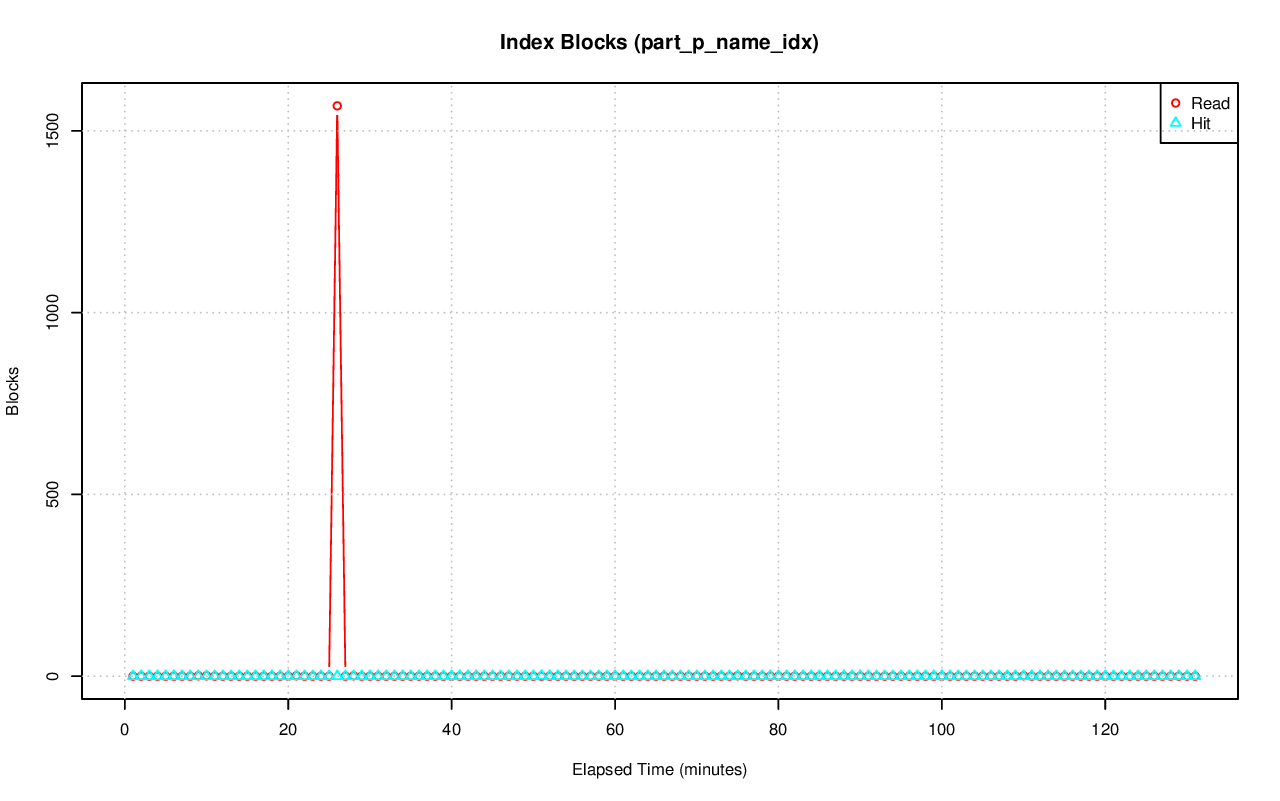 Index Blocks (part_p_name_idx)
Read
Hit
1500
1000
500
0
Blocks
0 20 40 60 80 100 120
Elapsed Time (minutes)